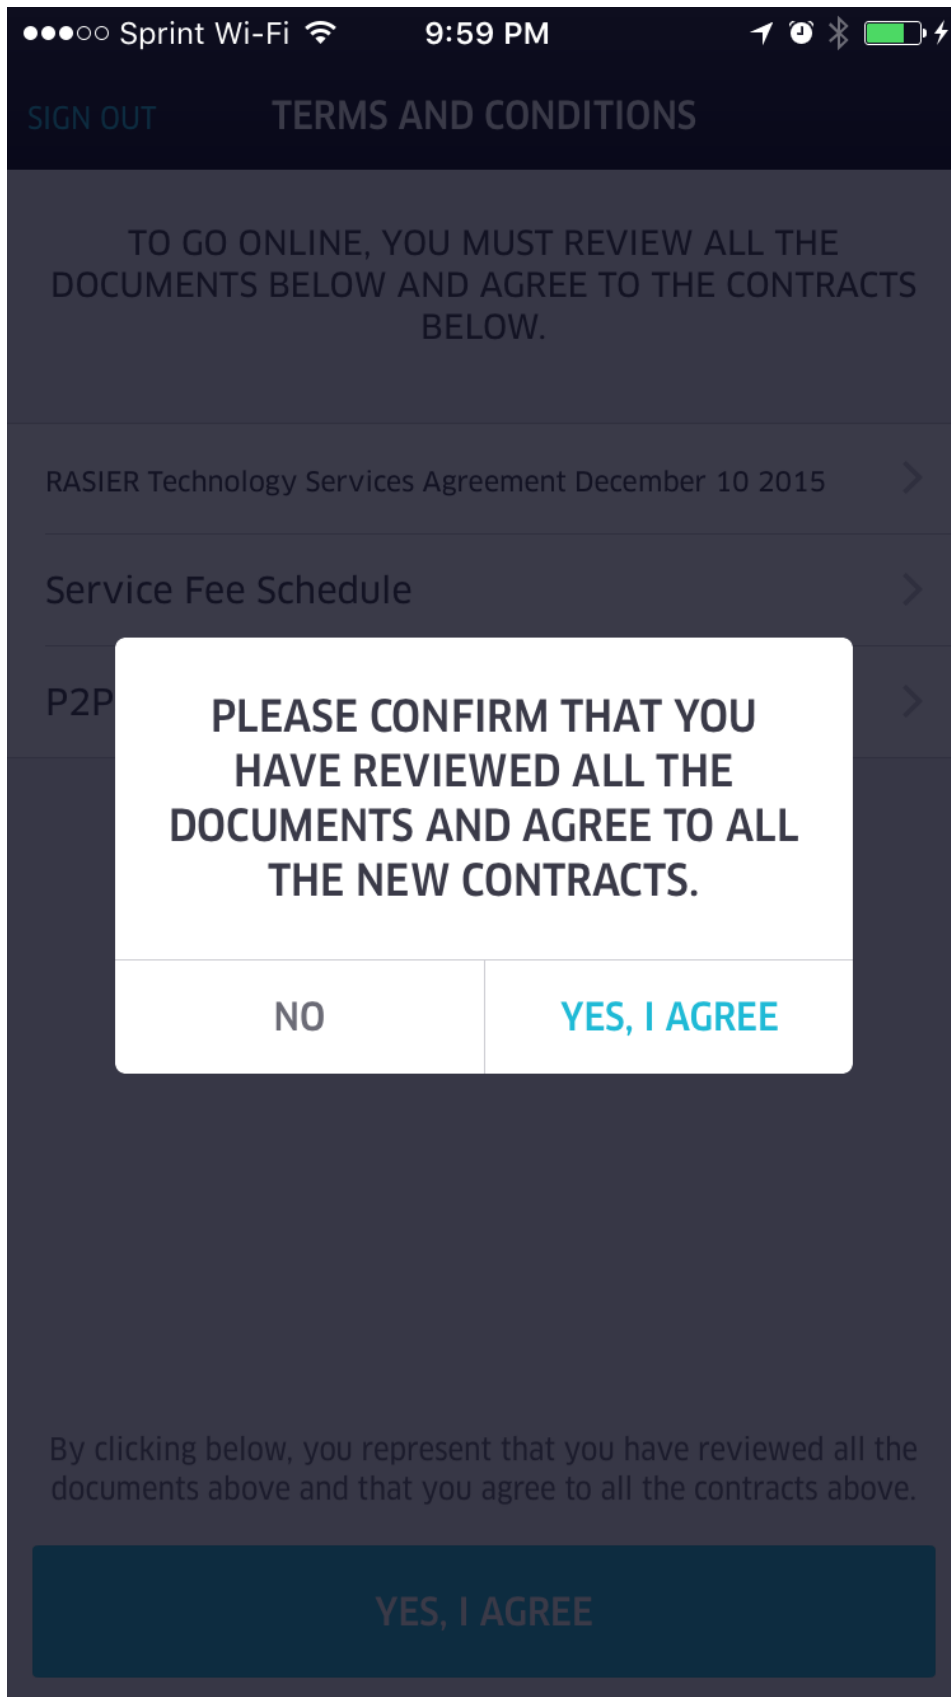 Sprint Wi-Fi 9:59 PM
SIGN OUT TERMS AND CONDITIONS
TO GO ONLINE, YOU MUST REVIEW ALL THE
DOCUMENTS BELOW AND AGREE TO THE CONTRACTS
BELOW.
RASIER Technology Services Agreement December 10 2015
Service Fee Schedule
P2P
PLEASE CONFIRM THAT YOU
HAVE REVIEWED ALL THE
DOCUMENTS AND AGREE TO ALL
THE NEW CONTRACTS.
NO YES, I AGREE
By clicking below, you represent that you have reviewed all the
documents above and that you agree to all the contracts above.
YES, I AGREE